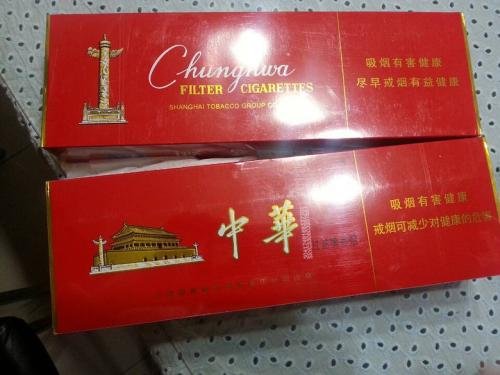 Chunghwa
FILTER CIGARETTES
SHANGHAI TOBACCO GROUP CO
吸烟有害健康
尽早戒烟有益健康
中華
吸烟有害健康
戒烟可减少对健康的危害